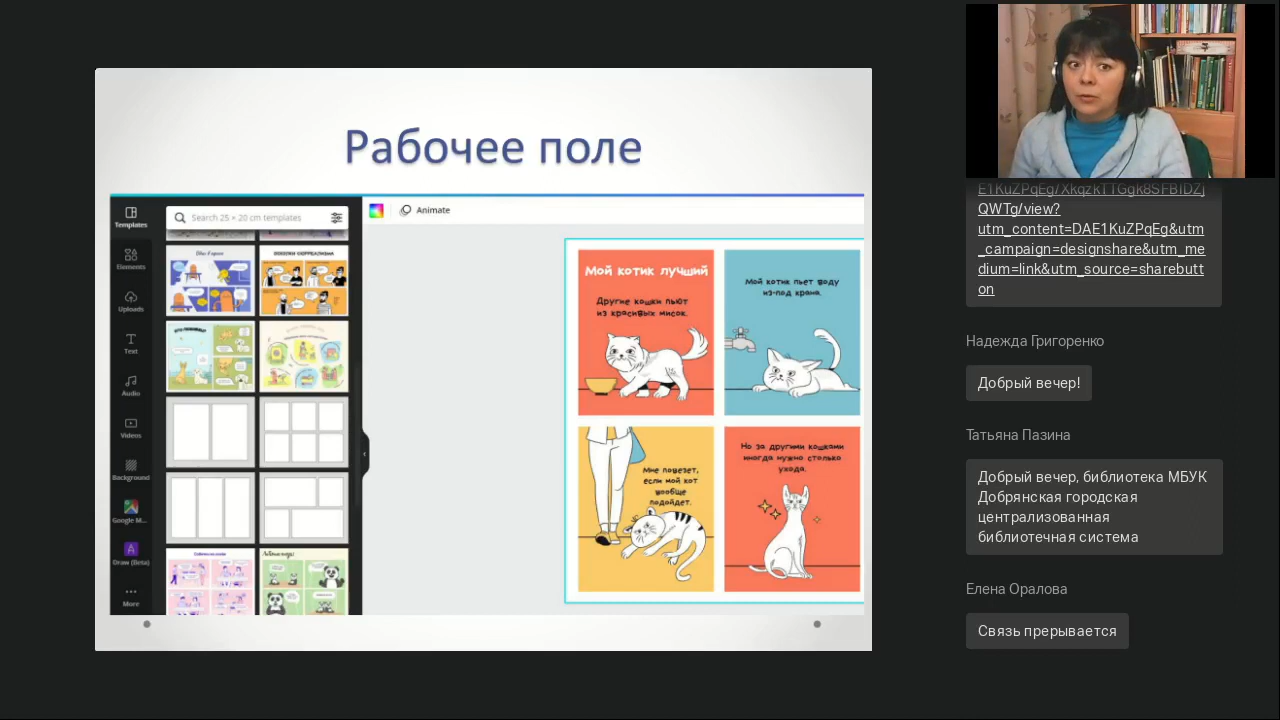 Рабочее поле
Templates
Elements
Uploads
Text
Audio
Videos
Background
Google M...
Draw (Beta)
More
Search 25 × 20 cm templates
Animate
Мой котик лучший
Другие кошки пьют
из красивых мисок.
Мой котик пьет воду
из-под крана.
Мне повезет,
если мой кот
вообще
подойдет.
Но за другими кошками
иногда нужно столько
ухода.
E1KuZPqEg/XkqzkTTGgk8SFBIDZj
QWTg/view?
utm_content=DAE1KuZPqEg&utm
_campaign=designshare&utm_me
dium=link&utm_source=sharebutt
on
Надежда Григоренко
Добрый вечер!
Татьяна Пазина
Добрый вечер, библиотека МБУК
Добрянская городская
централизованная
библиотечная система
Елена Оралова
Связь прерывается